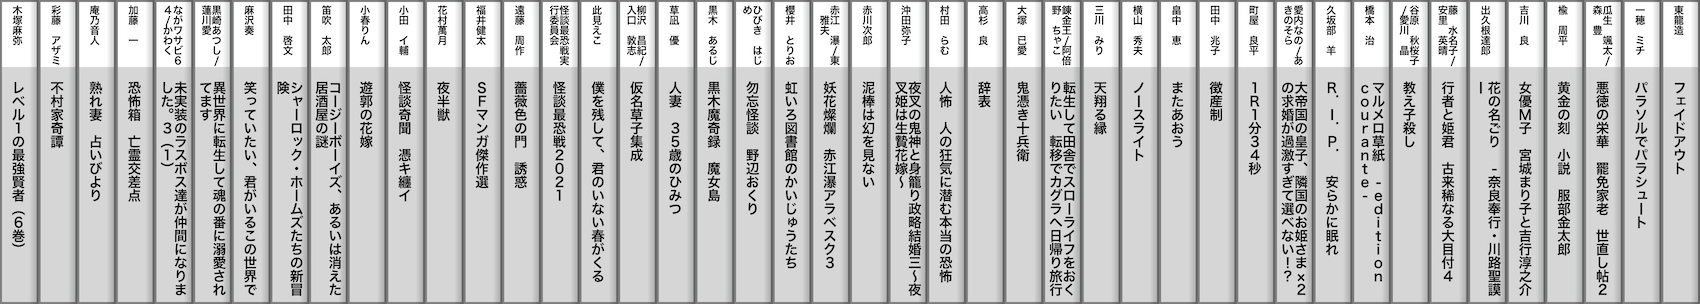 東龍造
フェイドアウト
一穂 ミチ
パラソルでパラシュート
瓜生 颯太/
森 豊
悪徳の栄華 罷免家老 世直し帖2
楡 周平
黄金の刻 小説 服部金太郎
吉川 良
女優M子 宮城まり子と吉行淳之介
出久根達郎
花の名ごり -奈良奉行・川路聖謨
ー
藤 水名子/
安里 英晴
行者と姫君 古来稀なる大目付4
谷原 秋桜子
/愛川 晶
教え子殺し
橋本 治
マルメロ草紙 -edition
courante-
久坂部 羊
R.I.P. 安らかに眠れ
愛内なの/あ
きのそら
大帝国の皇子、隣国のお姫さま×2
の求婚が過激すぎて選べない!?
町屋 良平
1R1分34秒
田中 兆子
徴産制
畠中 恵
またあおう
横山 秀夫
ノースライト
三川 みり
天翔る縁
錬金王/阿倍
野 ちゃこ
転生して田舎でスローライフをおく
りたい 転移でカグラへ日帰り旅行
大塚 已愛
鬼憑き十兵衛
高杉 良
辞表
村田 らむ
人怖 人の狂気に潜む本当の恐怖
沖田弥子
夜叉の鬼神と身籠り政略結婚三〜夜
叉姫は生贄花嫁〜
赤川次郎
泥棒は幻を見ない
赤江 瀑/東
雅夫
妖花燦爛 赤江瀑アラベスク3
櫻井 とりお
虹いろ図書館のかいじゅうたち
ひびき はじ
め
勿忘怪談 野辺おくり
黒木 あるじ
黒木魔奇録 魔女島
草凪 優
人妻 35歳のひみつ
柳沢 昌紀/
入口 敦志
仮名草子集成
此見えこ
僕を残して、君のいない春がくる
怪談最恐戦実
行委員会
怪談最恐戦2021
遠藤 周作
薔薇色の門 誘惑
福井健太
SFマンガ傑作選
花村萬月
夜半獣
小田 イ輔
怪談奇聞 憑キ纏イ
小春りん
遊郭の花嫁
笛吹 太郎
コージーボーイズ、あるいは消えた
居酒屋の謎
田中 啓文
シャーロック・ホームズたちの新冒
険
麻沢奏
笑っていたい、君がいるこの世界で
黒崎あつし/
蓮川愛
異世界に転生して魂の番に溺愛され
てます
ながワサビ6
4/かわく
未実装のラスボス達が仲間になりま
した。3(1)
加藤 一
恐怖箱 亡霊交差点
庵乃音人
熟れ妻 占いびより
彩藤 アザミ
不村家奇譚
木塚麻弥
レベル1の最強賢者(6巻)